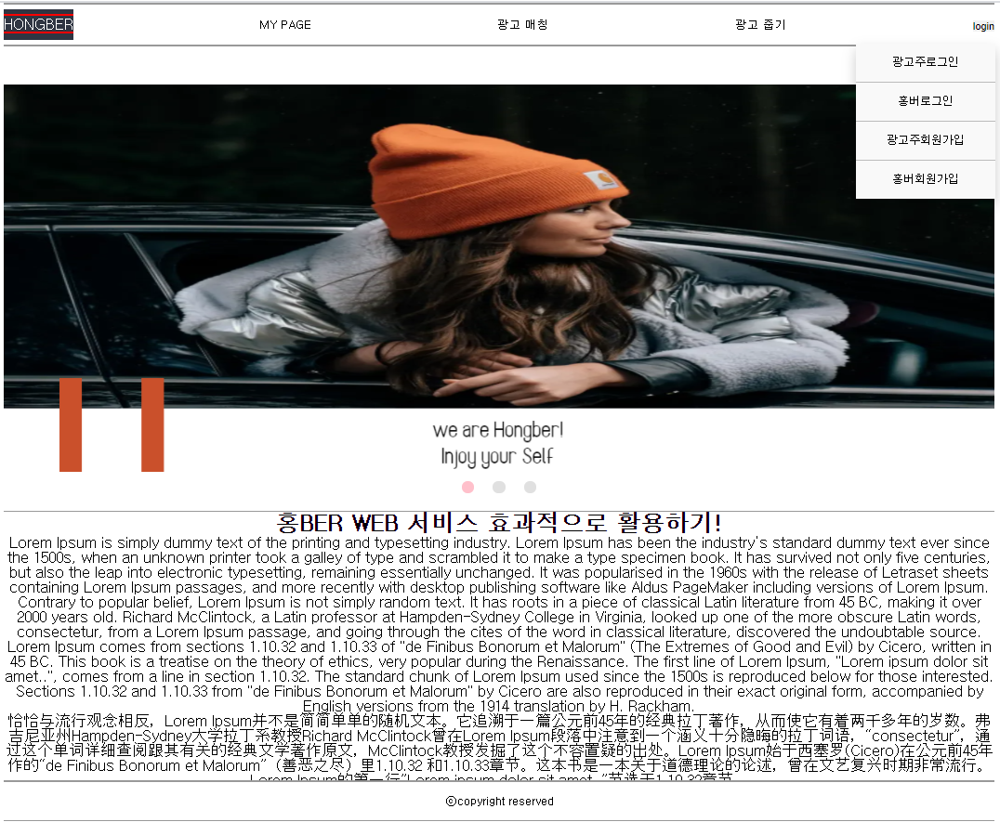 HONGBER
MY PAGE
광고 매칭
광고 줍기
login
광고주로그인
홍버로그인
광고주회원가입
홍버회원가입
we are Hongber!
Injoy your Self
홍BER WEB 서비스 효과적으로 활용하기!
Lorem Ipsum is simply dummy text of the printing and typesetting industry. Lorem Ipsum has been the industry's standard dummy text ever since
the 1500s, when an unknown printer took a galley of type and scrambled it to make a type specimen book. It has survived not only five centuries,
but also the leap into electronic typesetting, remaining essentially unchanged. It was popularised in the 1960s with the release of Letraset sheets
containing Lorem Ipsum passages, and more recently with desktop publishing software like Aldus PageMaker including versions of Lorem Ipsum.
Contrary to popular belief, Lorem Ipsum is not simply random text. It has roots in a piece of classical Latin literature from 45 BC, making it over
2000 years old. Richard McClintock, a Latin professor at Hampden-Sydney College in Virginia, looked up one of the more obscure Latin words,
consectetur, from a Lorem Ipsum passage, and going through the cites of the word in classical literature, discovered the undoubtable source.
Lorem Ipsum comes from sections 1.10.32 and 1.10.33 of "de Finibus Bonorum et Malorum" (The Extremes of Good and Evil) by Cicero, written in
45 BC. This book is a treatise on the theory of ethics, very popular during the Renaissance. The first line of Lorem Ipsum, "Lorem ipsum dolor sit
amet..", comes from a line in section 1.10.32. The standard chunk of Lorem Ipsum used since the 1500s is reproduced below for those interested.
Sections 1.10.32 and 1.10.33 from "de Finibus Bonorum et Malorum" by Cicero are also reproduced in their exact original form, accompanied by
English versions from the 1914 translation by H. Rackham.
恰恰与流行观念相反，Lorem Ipsum并不是简简单单的随机文本。它追溯于一篇公元前45年的经典拉丁著作，从而使它有着两千多年的岁数。弗
吉尼亚州Hampden-Sydney大学拉丁系教授Richard McClintock曾在Lorem Ipsum段落中注意到一个涵义十分隐晦的拉丁词语，“consectetur”，通
过这个单词详细查阅跟其有关的经典文学著作原文，McClintock教授发掘了这个不容置疑的出处。Lorem Ipsum始于西塞罗(Cicero)在公元前45年
作的“de Finibus Bonorum et Malorum”（善恶之尽）里1.10.32 和1.10.33章节。这本书是一本关于道德理论的论述，曾在文艺复兴时期非常流行。
Lorem Ipsum的第一行”Lorem ipsum dolor sit amet..”节选于1.10.32章节。
ⓒcopyright reserved